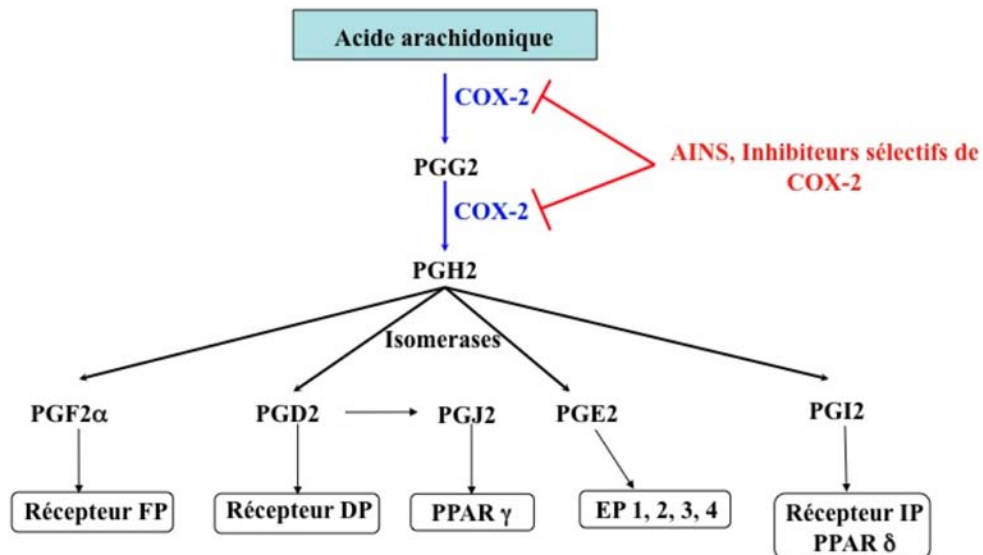 Acide arachidonique
COX-2
AINS, Inhibiteurs sélectifs de
COX-2
PGG2
COX-2
PGH2
Isomerases
PGF2α
PGD2
PGJ2
PGE2
PGI2
Récepteur FP
Récepteur DP
PPAR γ
EP 1, 2, 3, 4
Récepteur IP
PPAR δ